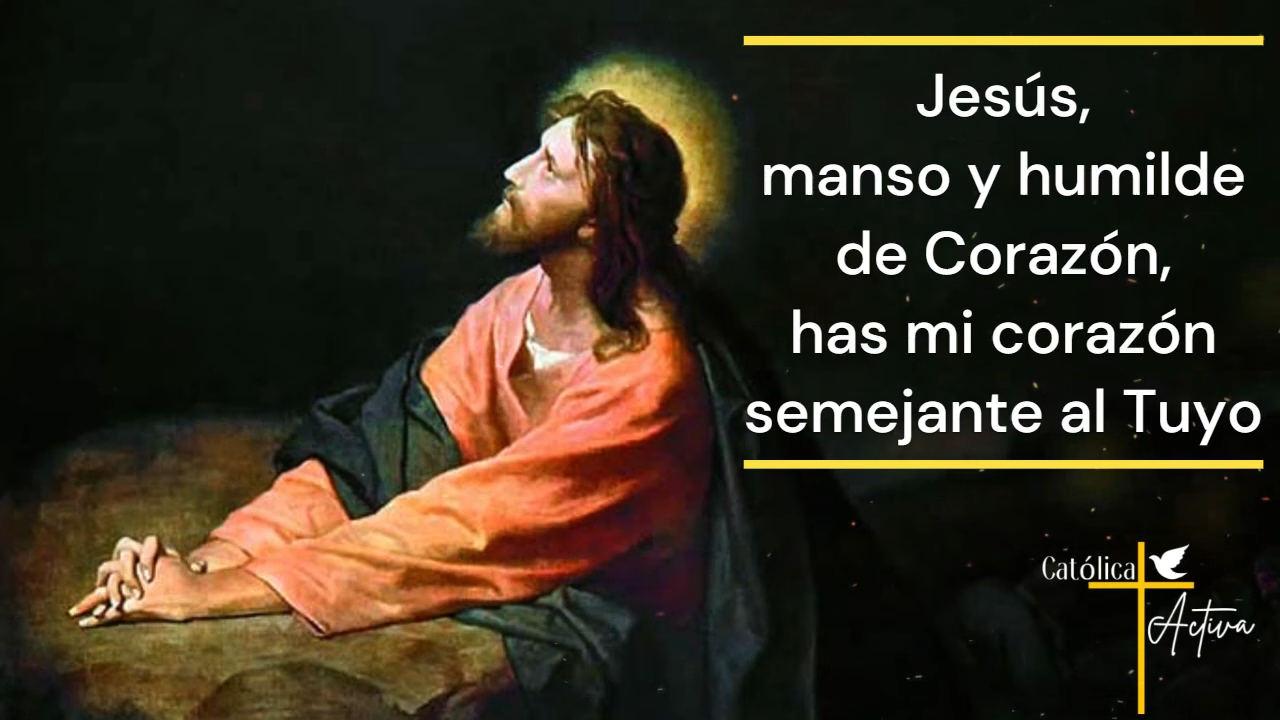 Jesús,
manso y humilde
de Corazón,
has mi corazón
semejante al Tuyo
Católica
Activa